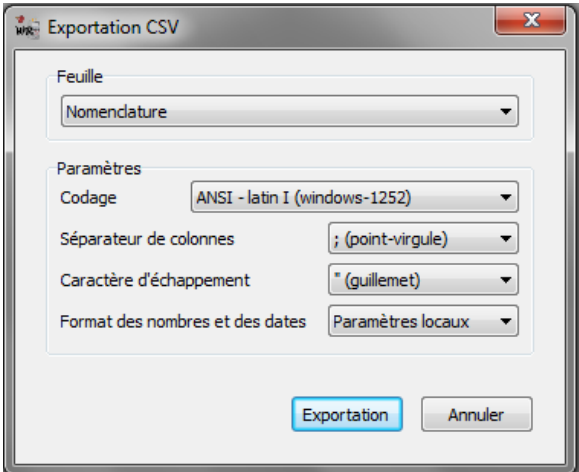 Exportation CSV
Feuille
Nomenclature
Paramètres
Codage ANSI - latin I (windows-1252)
Séparateur de colonnes ; (point-virgule)
Caractère d'échappement " (guillemet)
Format des nombres et des dates Paramètres locaux
Exportation Annuler